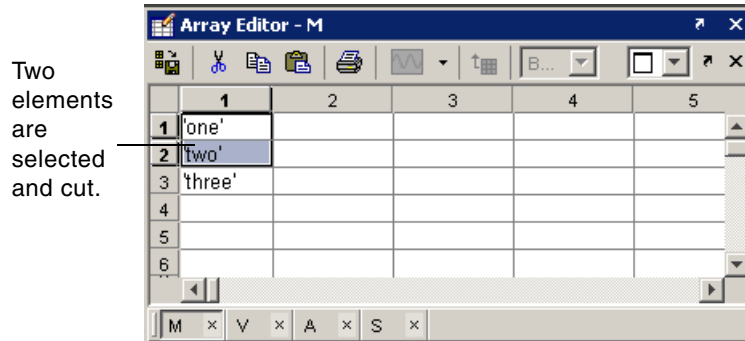 Array Editor - M
Two
elements
are
selected
and cut.
B...
1 2 3 4 5
1 'one'
2 'two'
3 'three'
4
5
6
M V A S